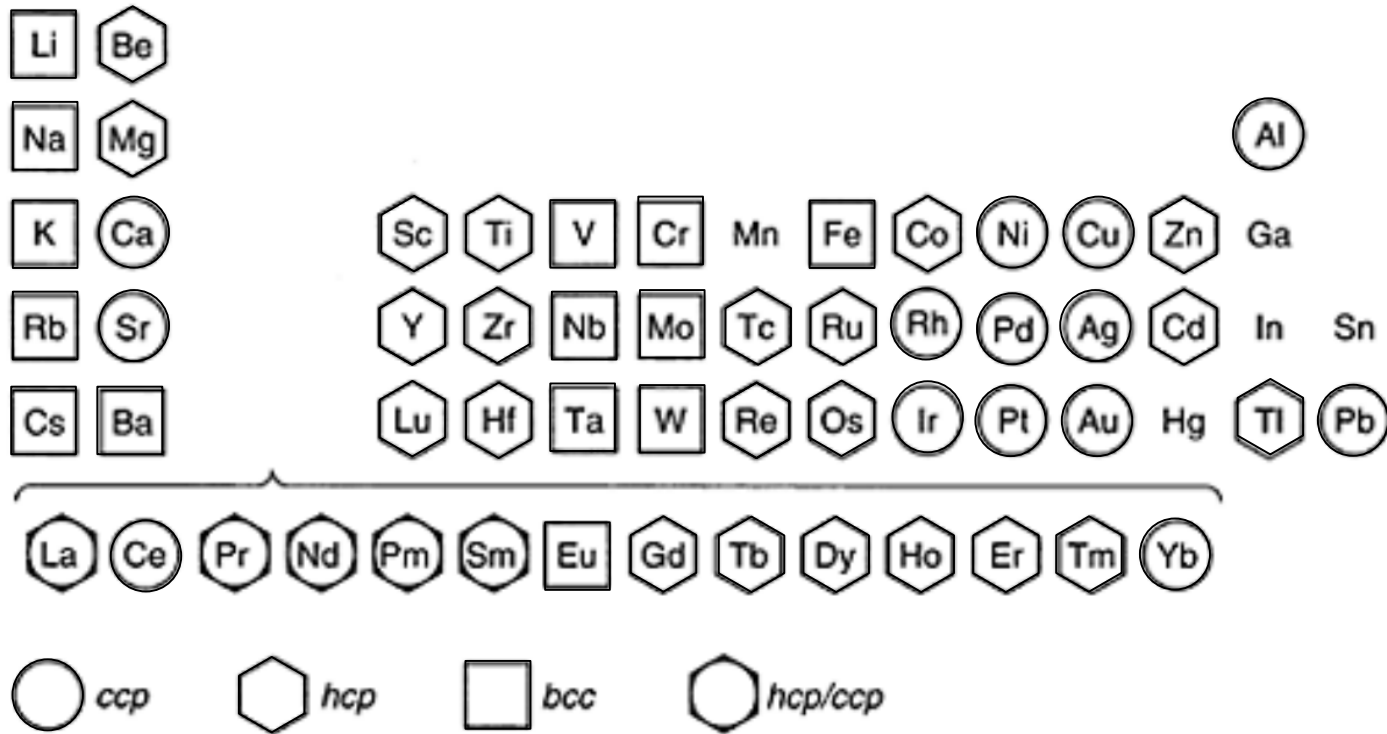 Li Be
Na Mg Al
K Ca Sc Ti V Cr Mn Fe Co Ni Cu Zn Ga
Rb Sr Y Zr Nb Mo Tc Ru Rh Pd Ag Cd In Sn
Cs Ba Lu Hf Ta W Re Os Ir Pt Au Hg Tl Pb
La Ce Pr Nd Pm Sm Eu Gd Tb Dy Ho Er Tm Yb
ccp hcp bcc hcp/ccp